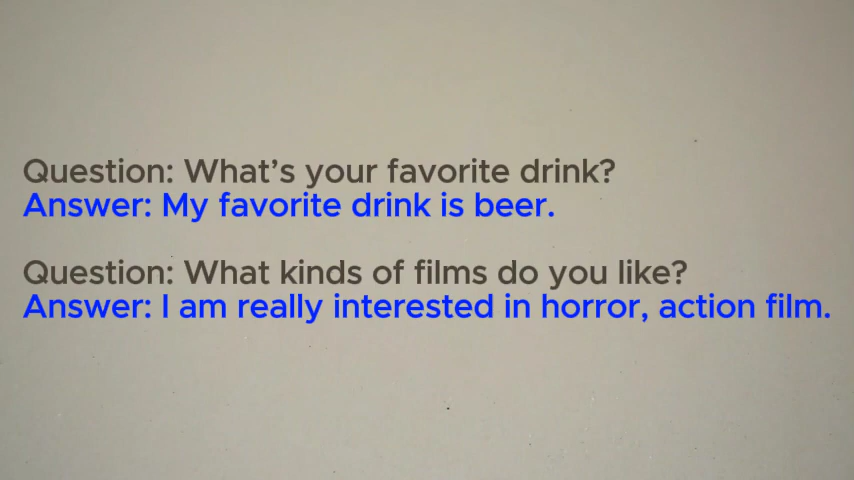 Question: What’s your favorite drink?
Answer: My favorite drink is beer.
Question: What kinds of films do you like?
Answer: I am really interested in horror, action film.